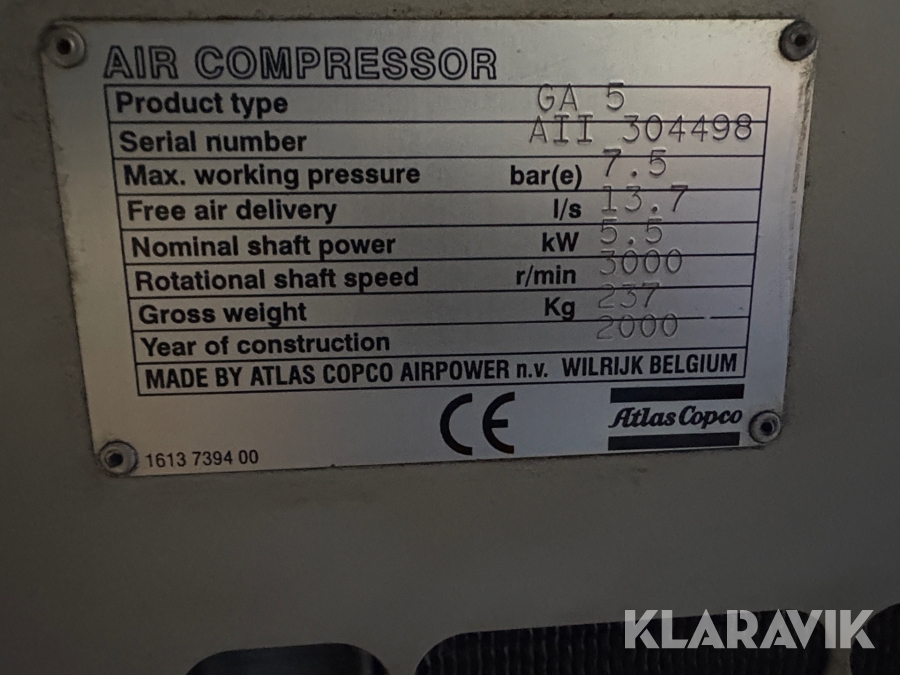 AIR COMPRESSOR
Product type GA 5
Serial number AII 304498
Max. working pressure bar(e) 7.5
Free air delivery l/s 13.7
Nominal shaft power kW 5.5
Rotational shaft speed r/min 3000
Gross weight Kg 237
Year of construction 2000
MADE BY ATLAS COPCO AIRPOWER n.v. WILRIJK BELGIUM
CE Atlas Copco
1613 7394 00
KLARAVIK